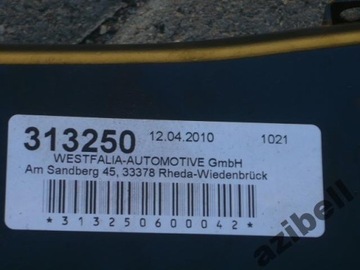 313250 12.04.2010 1021
WESTFALIA-AUTOMOTIVE GmbH
Am Sandberg 45, 33378 Rheda-Wiedenbrück
*313250600042*
azibell